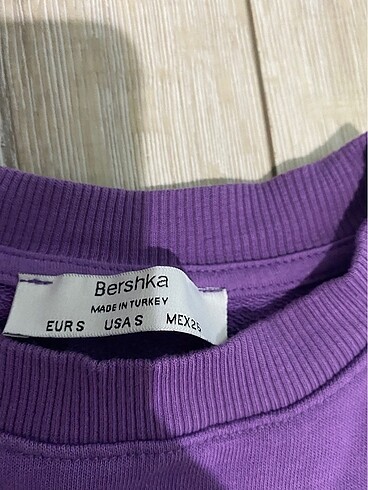 Bershka
MADE IN TURKEY
EUR S USA S MEX 26